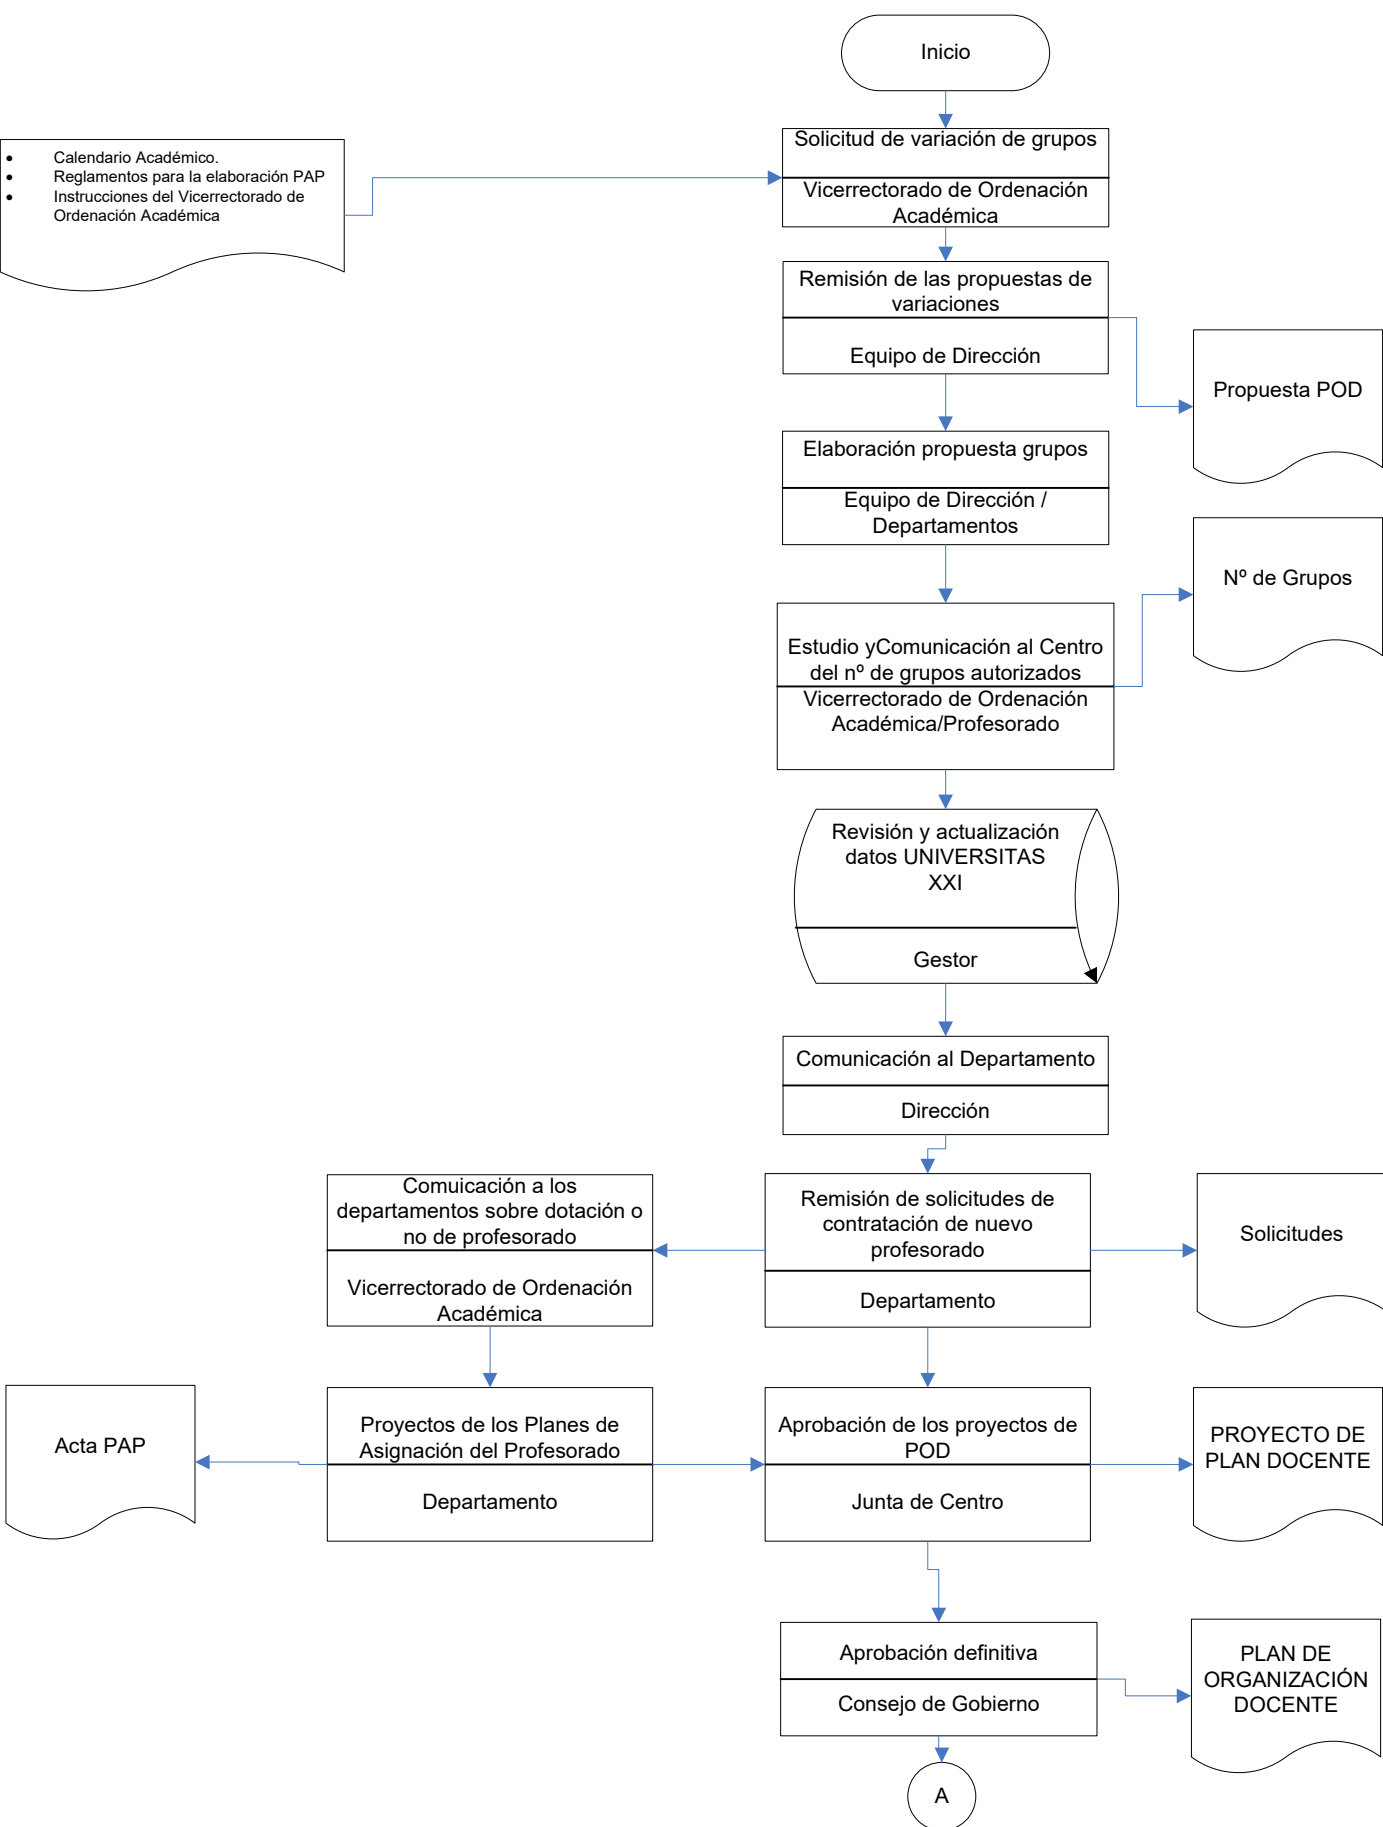 Inicio
• Calendario Académico.
• Reglamentos para la elaboración PAP
• Instrucciones del Vicerrectorado de
Ordenación Académica
Solicitud de variación de grupos
Vicerrectorado de Ordenación
Académica
Remisión de las propuestas de
variaciones
Equipo de Dirección
Propuesta POD
Elaboración propuesta grupos
Equipo de Dirección /
Departamentos
Nº de Grupos
Estudio yComunicación al Centro
del nº de grupos autorizados
Vicerrectorado de Ordenación
Académica/Profesorado
Revisión y actualización
datos UNIVERSITAS
XXI
Gestor
Comunicación al Departamento
Dirección
Comuicación a los
departamentos sobre dotación o
no de profesorado
Vicerrectorado de Ordenación
Académica
Remisión de solicitudes de
contratación de nuevo
profesorado
Departamento
Solicitudes
Acta PAP
Proyectos de los Planes de
Asignación del Profesorado
Departamento
Aprobación de los proyectos de
POD
Junta de Centro
PROYECTO DE
PLAN DOCENTE
Aprobación definitiva
Consejo de Gobierno
PLAN DE
ORGANIZACIÓN
DOCENTE
A